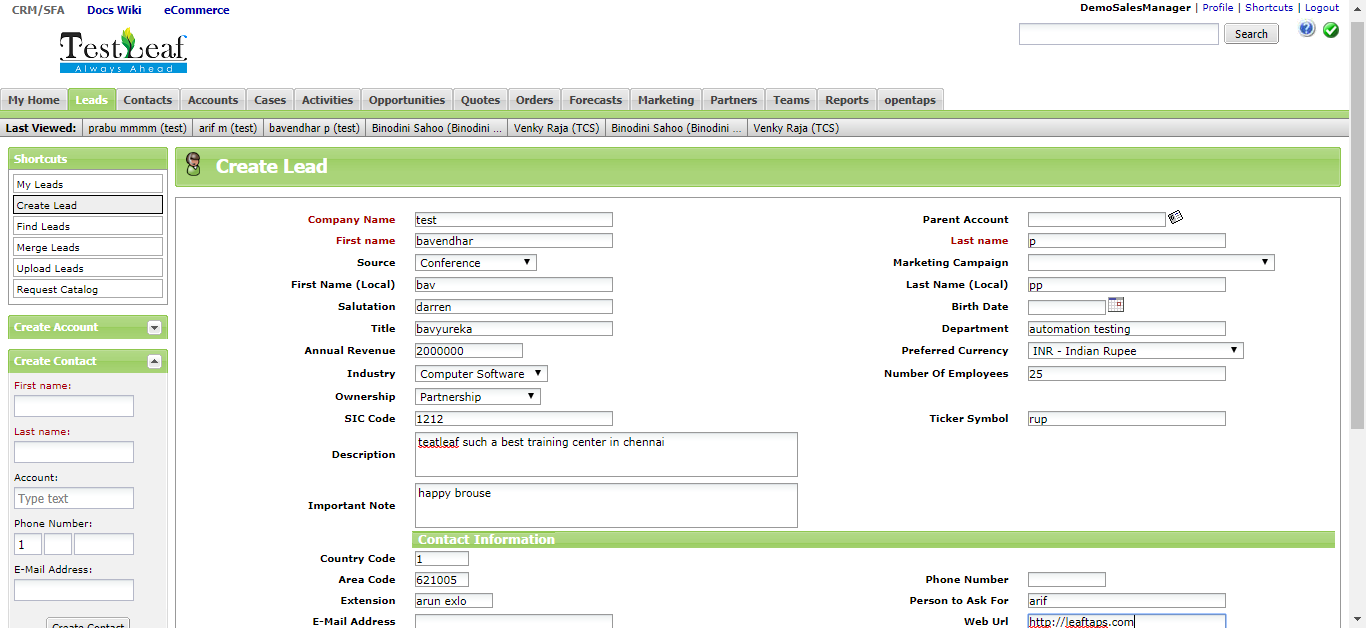 CRM/SFA Docs Wiki eCommerce
DemoSalesManager | Profile | Shortcuts | Logout
TestLeaf
Always Ahead
Search
My Home Leads Contacts Accounts Cases Activities Opportunities Quotes Orders Forecasts Marketing Partners Teams Reports opentaps
Last Viewed: prabu mmmm (test) arif m (test) bavendhar p (test) Binodini Sahoo (Binodini ... Venky Raja (TCS) Binodini Sahoo (Binodini ... Venky Raja (TCS)
Shortcuts
My Leads
Create Lead
Find Leads
Merge Leads
Upload Leads
Request Catalog
Create Account
Create Contact
First name:
Last name:
Account:
Type text
Phone Number:
1
E-Mail Address:
Create Contact
Create Lead
Company Name test Parent Account
First name bavendhar Last name p
Source Conference Marketing Campaign
First Name (Local) bav Last Name (Local) pp
Salutation darren Birth Date
Title bavyureka Department automation testing
Annual Revenue 2000000 Preferred Currency INR - Indian Rupee
Industry Computer Software Number Of Employees 25
Ownership Partnership
SIC Code 1212 Ticker Symbol rup
Description teatleaf such a best training center in chennai
Important Note happy brouse
Contact Information
Country Code 1
Area Code 621005 Phone Number
Extension arun exlo Person to Ask For arif
E-Mail Address Web Url http://leaftaps.com